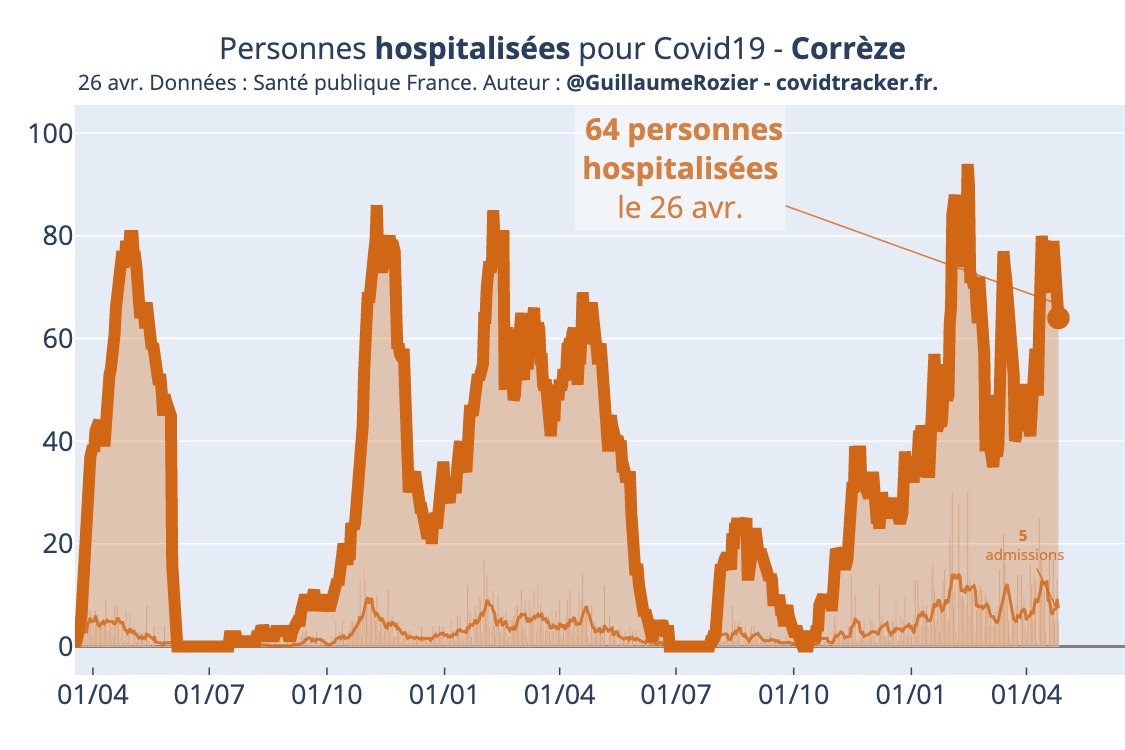 Personnes hospitalisées pour Covid19 - Corrèze
26 avr. Données : Santé publique France. Auteur : @GuillaumeRozier - covidtracker.fr.
64 personnes
hospitalisées
le 26 avr.
100
80
60
40
20
0
5
admissions
01/04 01/07 01/10 01/01 01/04 01/07 01/10 01/01 01/04